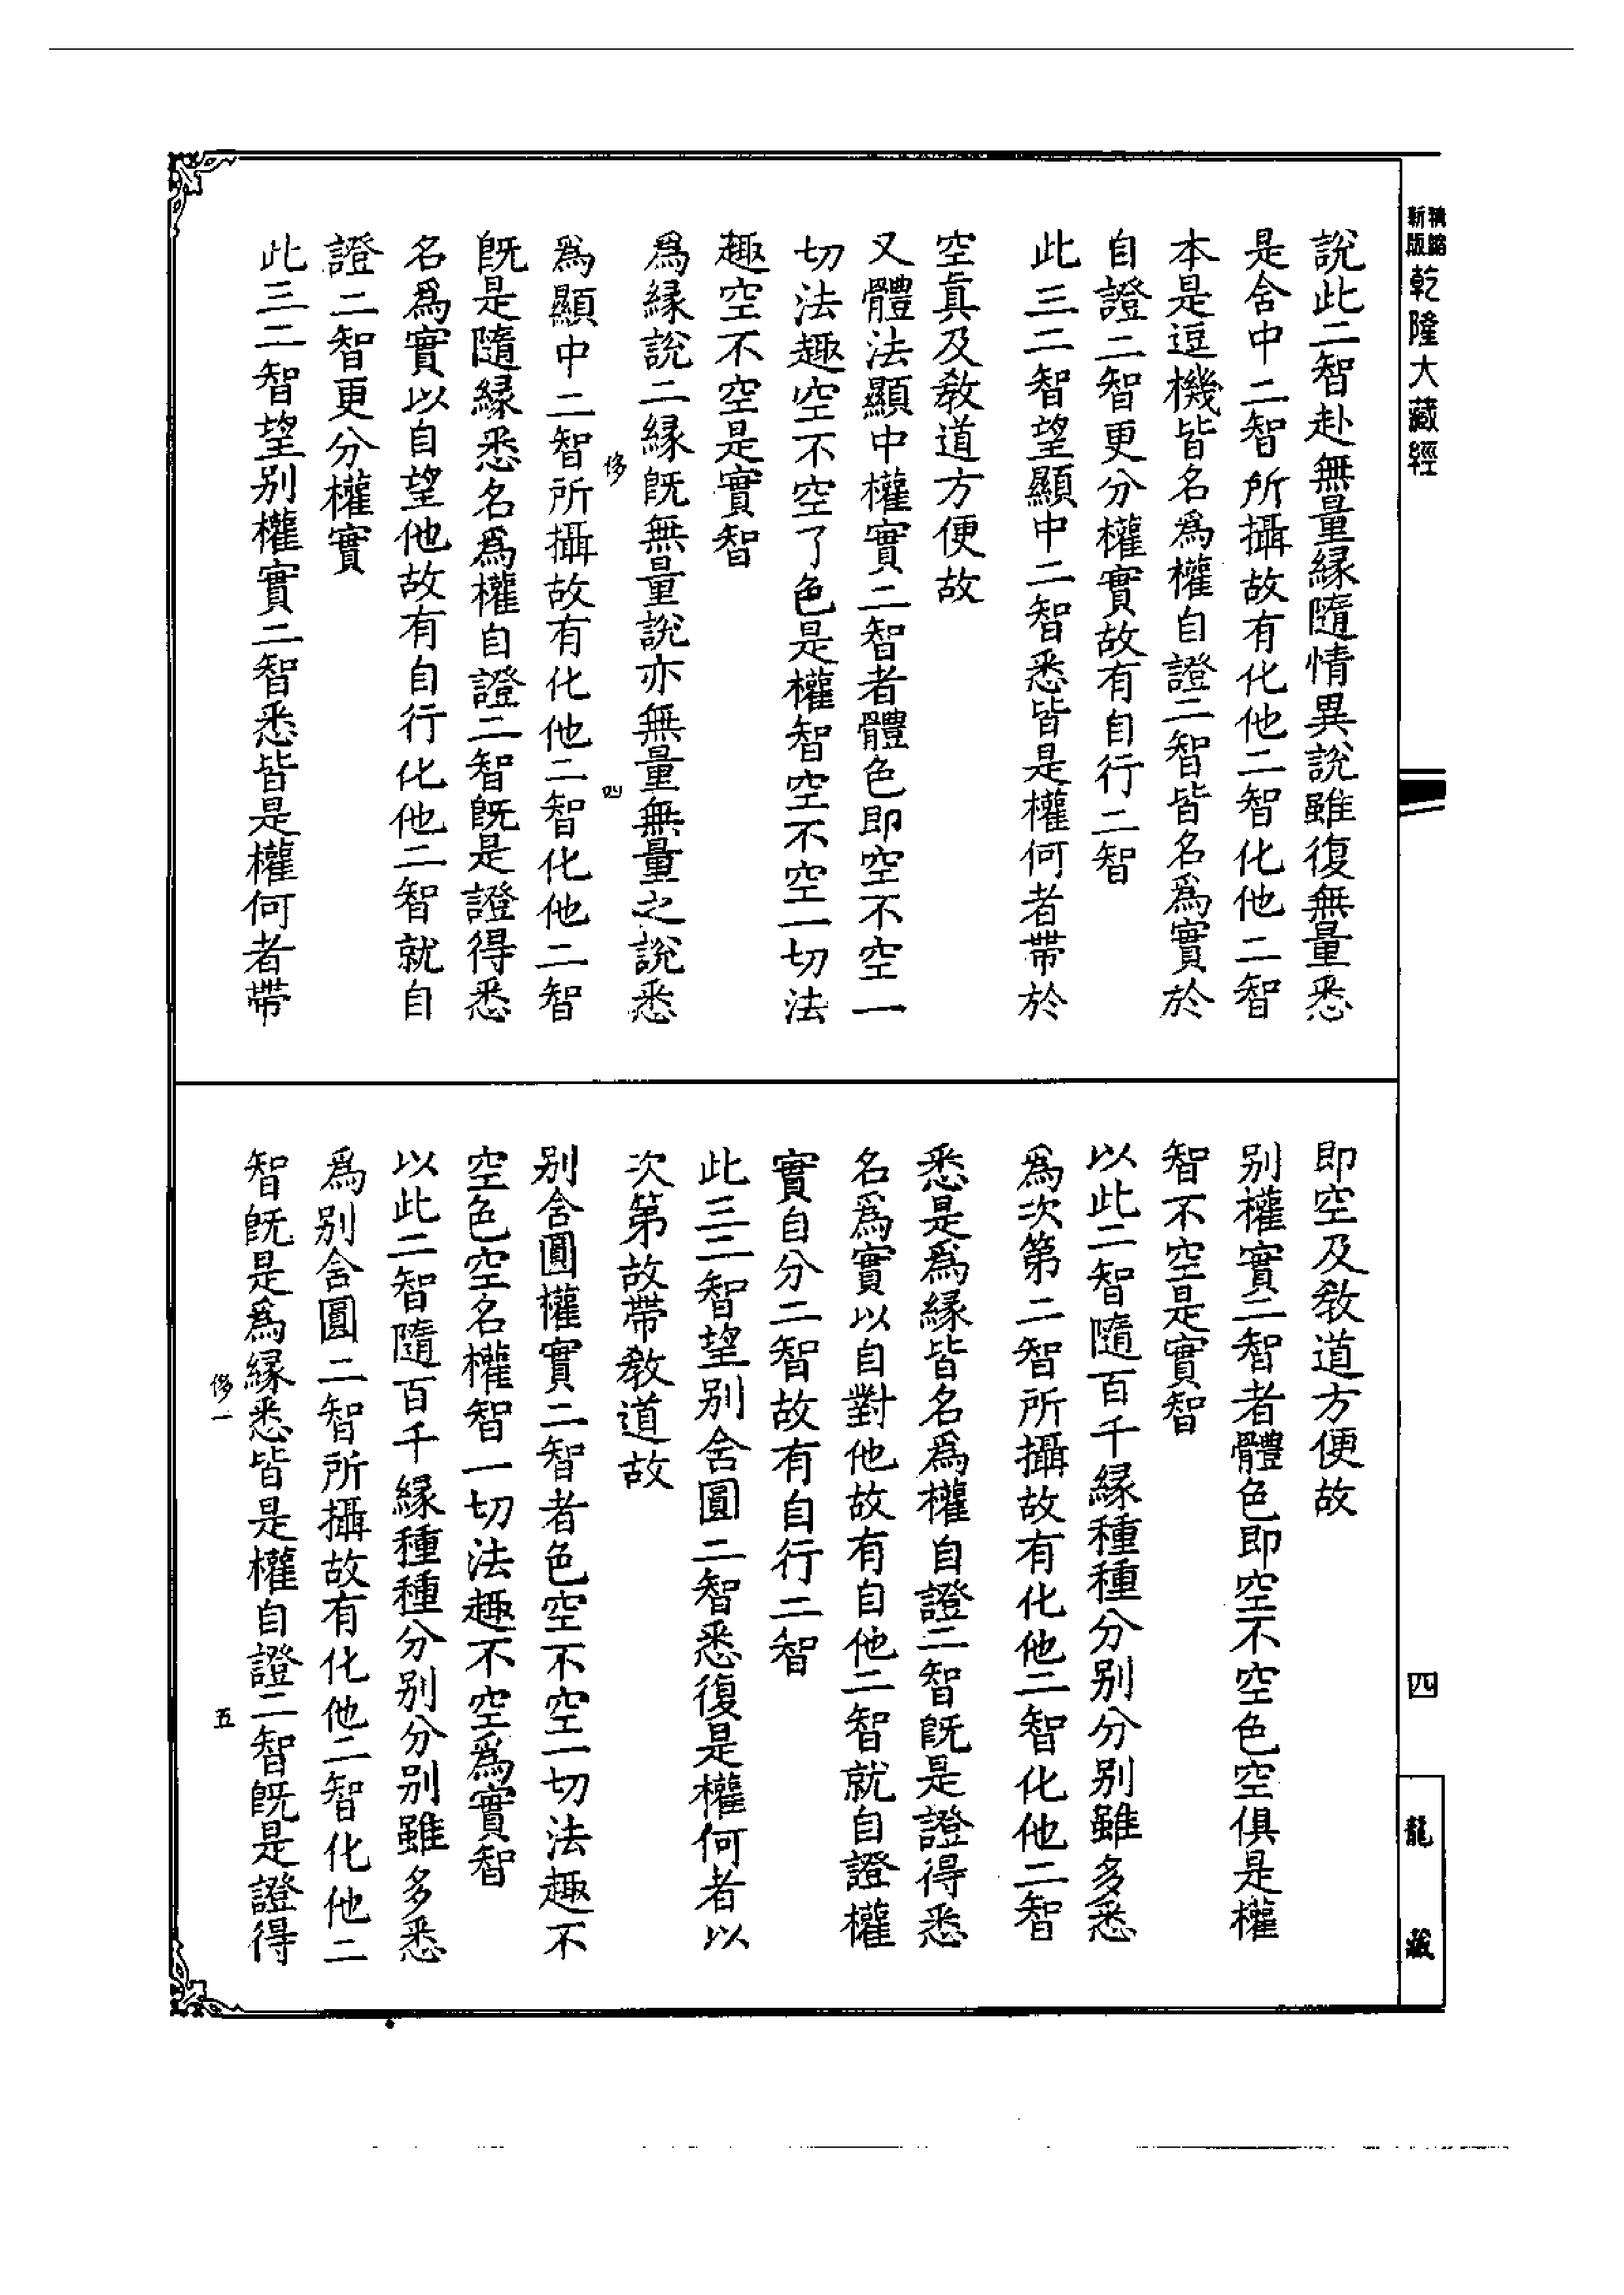 精縮新版乾隆大藏經
四
龍藏
說此二智赴無量緣隨情異說雖復無量悉
是含中二智所攝故有化他二智化他二智
本是逗機皆名爲權自證二智皆名爲實於
自證二智更分權實故有自行二智
此三二智望顯中二智悉皆是權何者帶於
空真及敎道方便故
又體法顯中權實二智者體色即空不空一
切法趣空不空了色是權智空不空一切法
趣空不空是實智
爲緣說二緣旣無量說亦無量無量之說悉
侈 四
爲顯中二智所攝故有化他二智化他二智
旣是隨緣悉名爲權自證二智旣是證得悉
名爲實以自望他故有自行化他二智就自
證二智更分權實
此三二智望別權實二智悉皆是權何者帶
即空及敎道方便故
別權實二智者體色即空不空色空俱是權
智不空是實智
以此二智隨百千緣種種分別分別雖多悉
爲次第二智所攝故有化他二智化他二智
悉是爲緣皆名爲權自證二智旣是證得悉
名爲實以自對他故有自他二智就自證權
實自分二智故有自行二智
此三二智望別含圓二智悉復是權何者以
次第故帶敎道故
別含圓權實二智者色空不空一切法趣不
空色空名權智一切法趣不空爲實智
以此二智隨百千緣種種分別分別雖多悉
爲別含圓二智所攝故有化他二智化他二
智旣是爲緣悉皆是權自證二智旣是證得
侈一 五